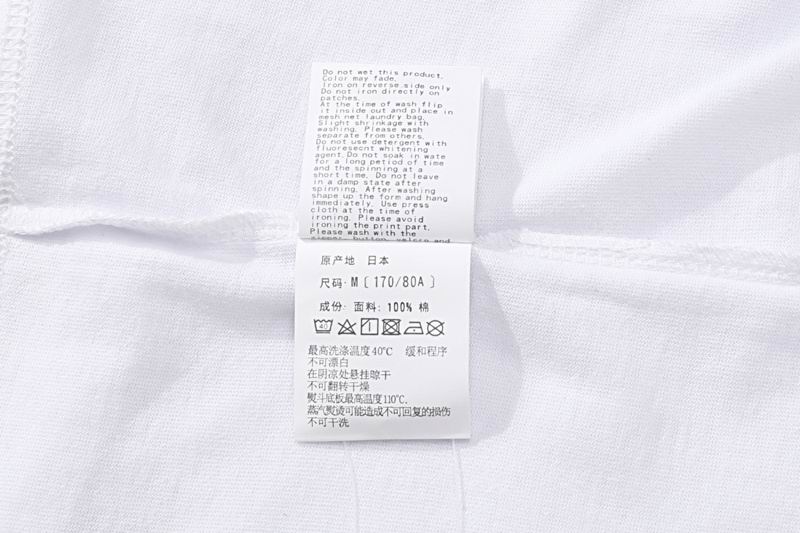 Do not wet this product.
Color may fade.
Iron on reverse side only
Do not iron directly on
patches.
At the time of wash flip
it inside out and place in
mesh net laundry bag.
Slight shrinkage with
washing. Please wash
separate from others.
Do not use detergent with
fluoresecnt whitening
agent.Do not soak in wate
for a long petiod of time
and the spinning at a
short time. Do not leave
in a damp state after
spinning. After washing
shape up the form and hang
immediately. Use press
cloth at the time of
ironing. Please avoid
ironing the print part.
Please wash with the
原产地 日本
尺码: M〔170/80A〕
成份: 面料: 100% 棉
40
最高洗涤温度40℃ 缓和程序
不可漂白
在阴凉处悬挂晾干
不可翻转干燥
熨斗底板最高温度110℃.
蒸汽熨烫可能造成不可回复的损伤
不可干洗